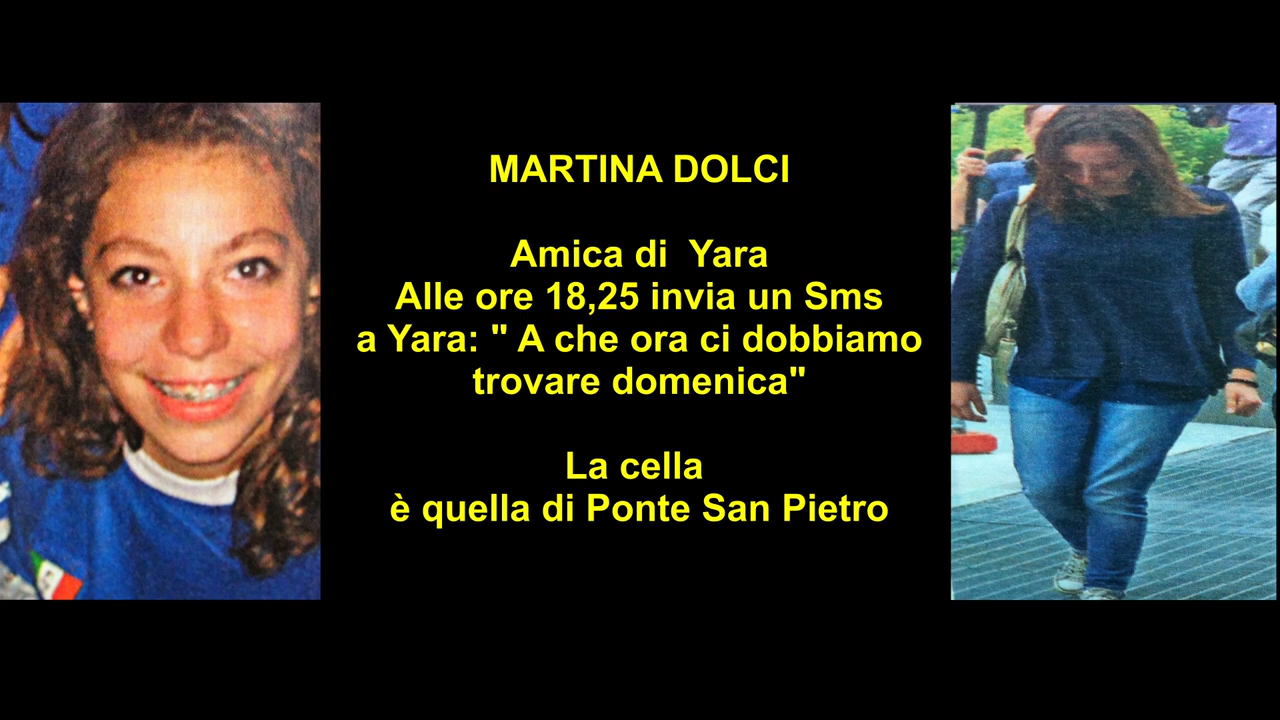 MARTINA DOLCI
Amica di  Yara
Alle ore 18,25 invia un Sms
a Yara: " A che ora ci dobbiamo
trovare domenica"
La cella
è quella di Ponte San Pietro